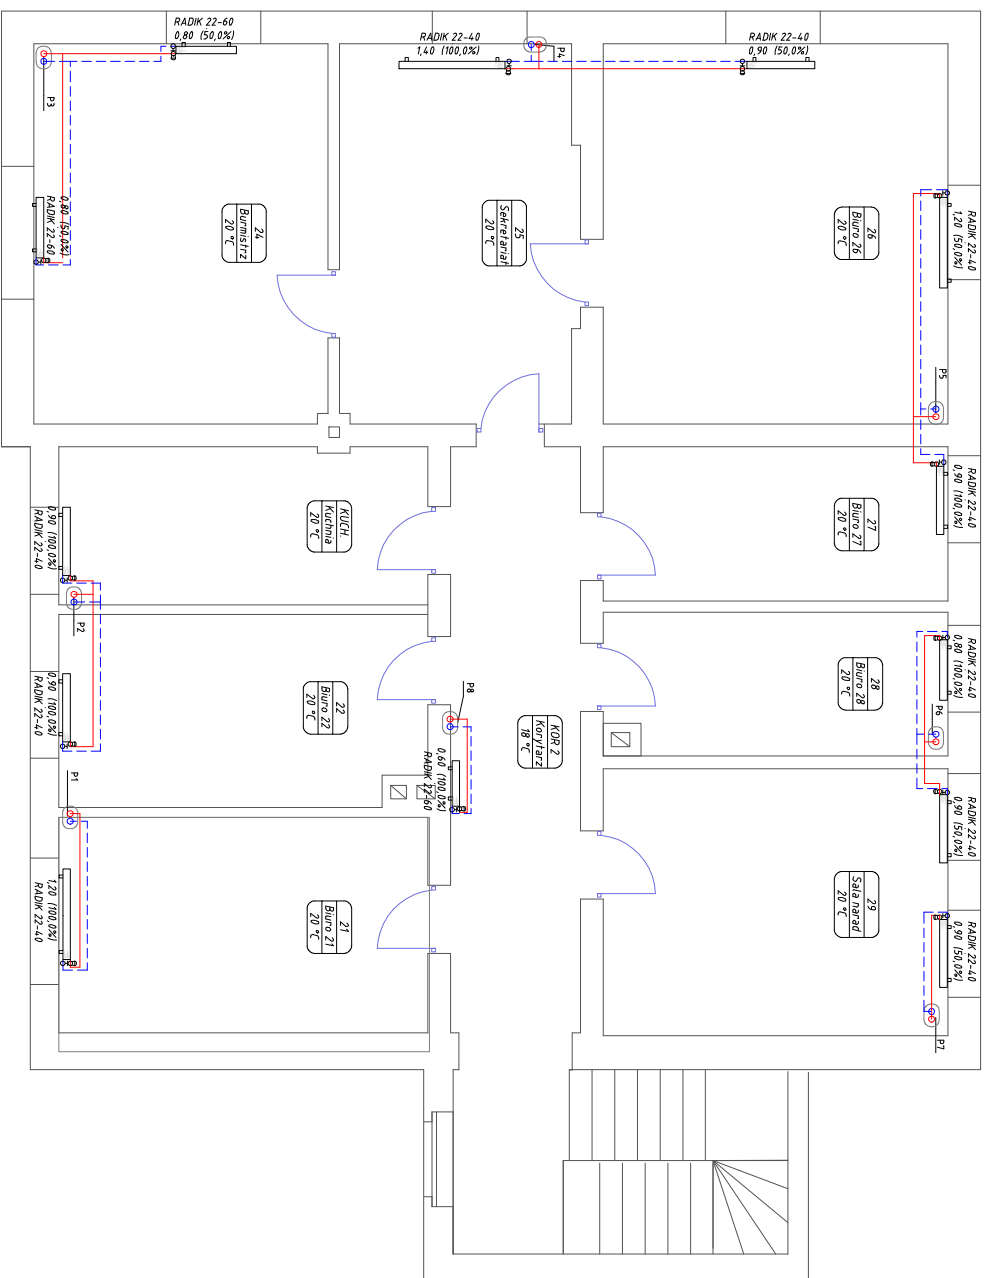 RADIK 22-60
0,80 (50,0%)
RADIK 22-40
1,40 (100,0%)
P4
RADIK 22-40
0,90 (50,0%)
P3
0,80 (50,0%)
RADIK 22-60
24
Burmistrz
20 °C
25
Sekretariat
20 °C
26
Biuro 26
20 °C
RADIK 22-40
1,20 (50,0%)
P5
0,90 (100,0%)
RADIK 22-40
KUCH.
Kuchnia
20 °C
27
Biuro 27
20 °C
RADIK 22-40
0,90 (100,0%)
P2
0,90 (100,0%)
RADIK 22-40
22
Biuro 22
20 °C
P8
KOR 2
Korytarz
18 °C
28
Biuro 28
20 °C
RADIK 22-40
0,80 (100,0%)
P6
P1
0,60 (100,0%)
RADIK 22-60
RADIK 22-40
0,90 (50,0%)
1,20 (100,0%)
RADIK 22-40
21
Biuro 21
20 °C
29
Sala narad
20 °C
RADIK 22-40
0,90 (50,0%)
P7